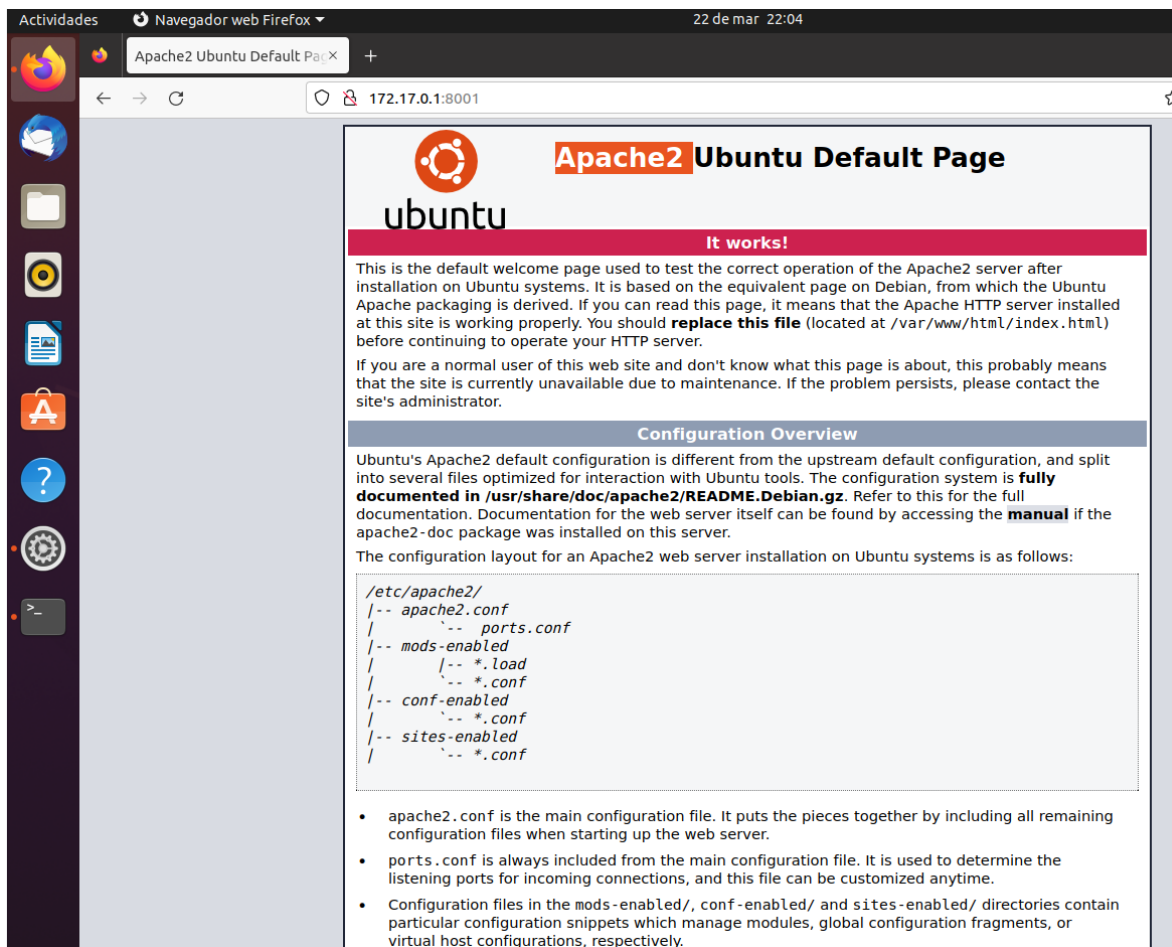 Actividades Navegador web Firefox 22 de mar 22:04
Apache2 Ubuntu Default Pag
172.17.0.1:8001
ubuntu
Apache2 Ubuntu Default Page
It works!
This is the default welcome page used to test the correct operation of the Apache2 server after
installation on Ubuntu systems. It is based on the equivalent page on Debian, from which the Ubuntu
Apache packaging is derived. If you can read this page, it means that the Apache HTTP server installed
at this site is working properly. You should replace this file (located at /var/www/html/index.html)
before continuing to operate your HTTP server.
If you are a normal user of this web site and don't know what this page is about, this probably means
that the site is currently unavailable due to maintenance. If the problem persists, please contact the
site's administrator.
Configuration Overview
Ubuntu's Apache2 default configuration is different from the upstream default configuration, and split
into several files optimized for interaction with Ubuntu tools. The configuration system is fully
documented in /usr/share/doc/apache2/README.Debian.gz. Refer to this for the full
documentation. Documentation for the web server itself can be found by accessing the manual if the
apache2-doc package was installed on this server.
The configuration layout for an Apache2 web server installation on Ubuntu systems is as follows:
/etc/apache2/
|-- apache2.conf
|       `--  ports.conf
|-- mods-enabled
|       |-- *.load
|       `-- *.conf
|-- conf-enabled
|       `-- *.conf
|-- sites-enabled
|       `-- *.conf
• apache2.conf is the main configuration file. It puts the pieces together by including all remaining
configuration files when starting up the web server.
• ports.conf is always included from the main configuration file. It is used to determine the
listening ports for incoming connections, and this file can be customized anytime.
• Configuration files in the mods-enabled/, conf-enabled/ and sites-enabled/ directories contain
particular configuration snippets which manage modules, global configuration fragments, or
virtual host configurations, respectively.